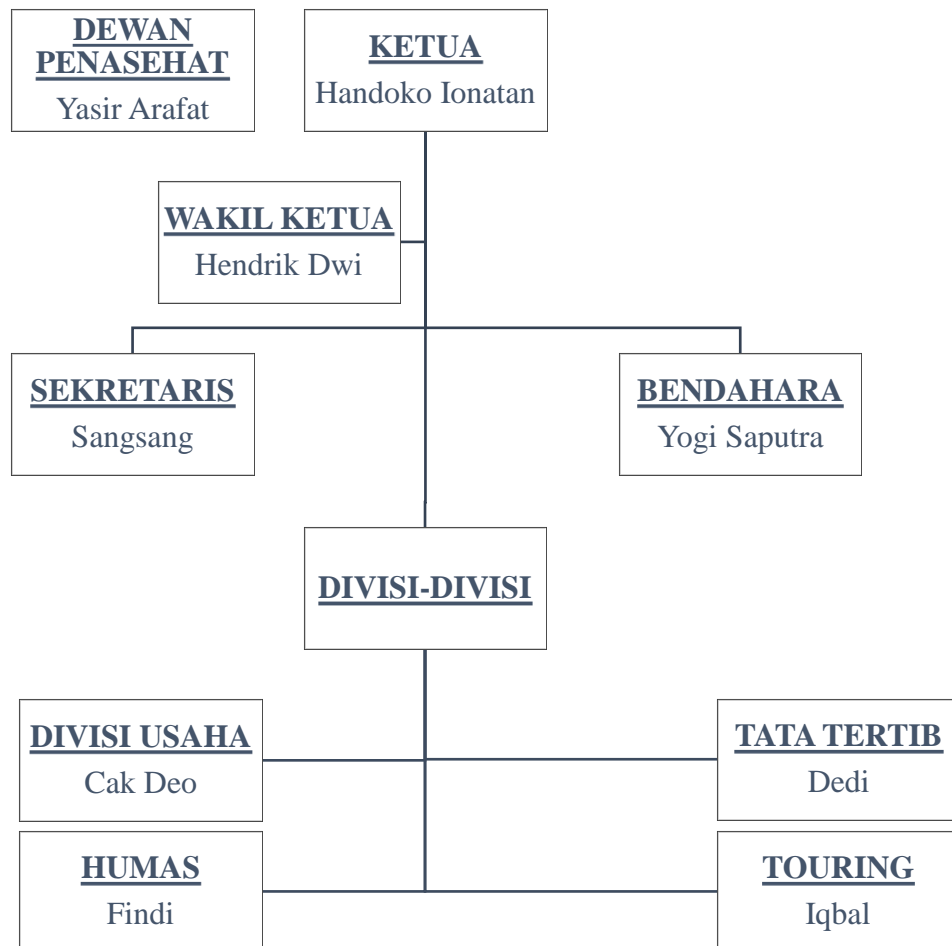 DEWAN
PENASEHAT
Yasir Arafat
KETUA
Handoko Ionatan
WAKIL KETUA
Hendrik Dwi
SEKRETARIS
Sangsang
BENDAHARA
Yogi Saputra
DIVISI-DIVISI
DIVISI USAHA
Cak Deo
TATA TERTIB
Dedi
HUMAS
Findi
TOURING
Iqbal